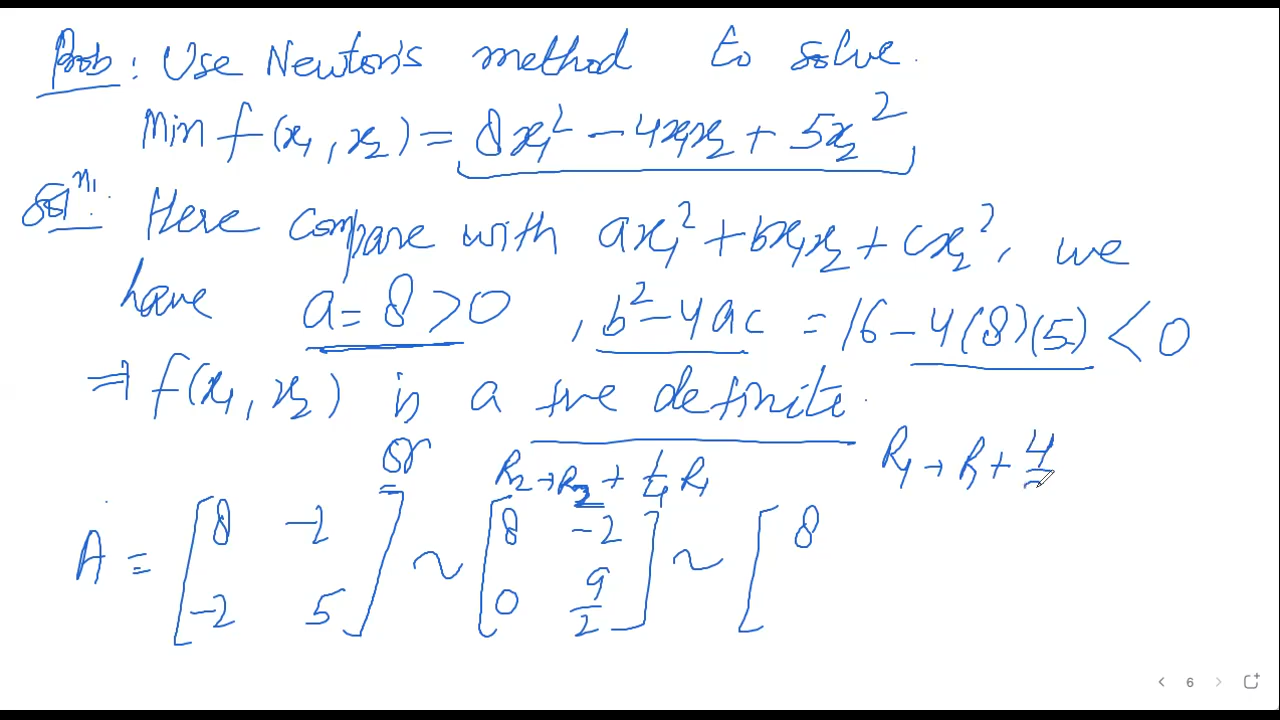 Prob: Use Newton's method to solve
Min f(x₁, x₂) = 8x₁² − 4x₁x₂ + 5x₂²
Solⁿ: Here compare with ax₁² + bx₁x₂ + cx₂², we
have a = 8 > 0, b² − 4ac = 16 − 4(8)(5) < 0
⇒ f(x₁, x₂) is a +ve definite.
or
R₂ → R₂ + 1/4 R₁
R₁ → R₁ + 4/
A = [8 −2; −2 5] ~ [8 −2; 0 9/2] ~ [8
6